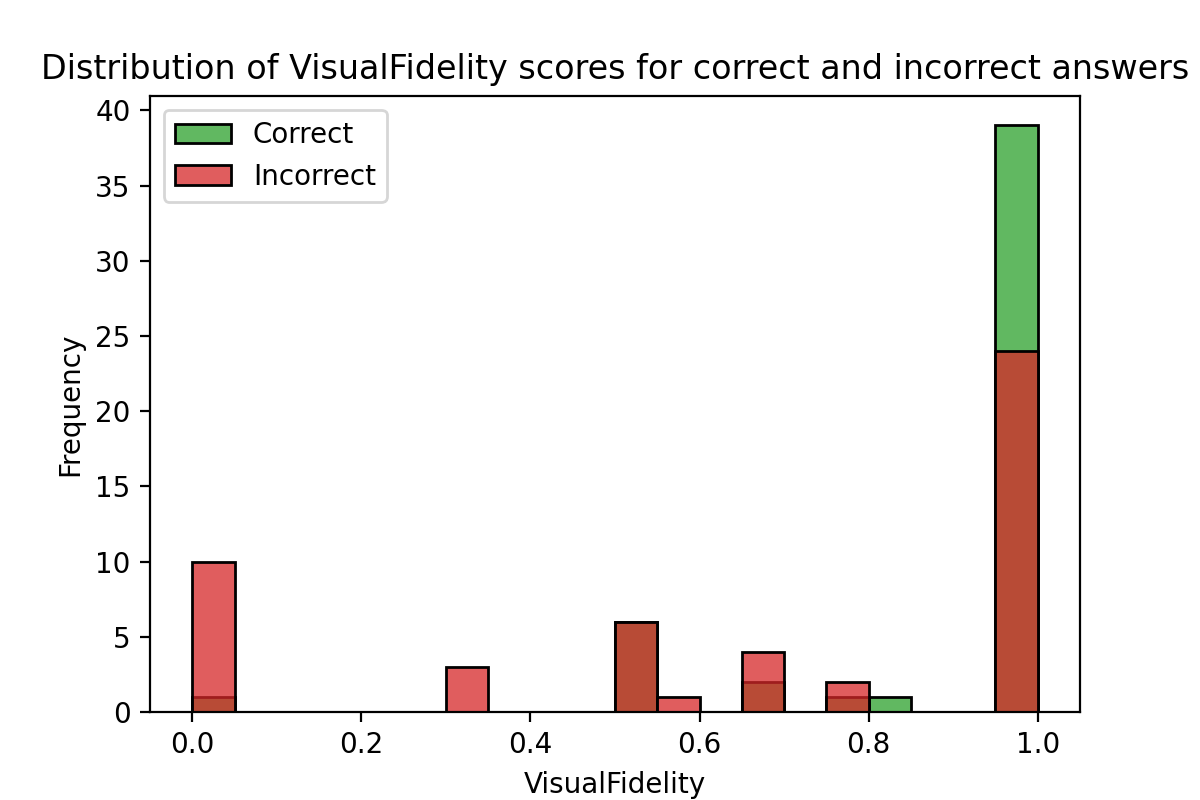 Distribution of VisualFidelity scores for correct and incorrect answers
Correct
Incorrect
Frequency
40
35
30
25
20
15
10
5
0
0.0 0.2 0.4 0.6 0.8 1.0
VisualFidelity